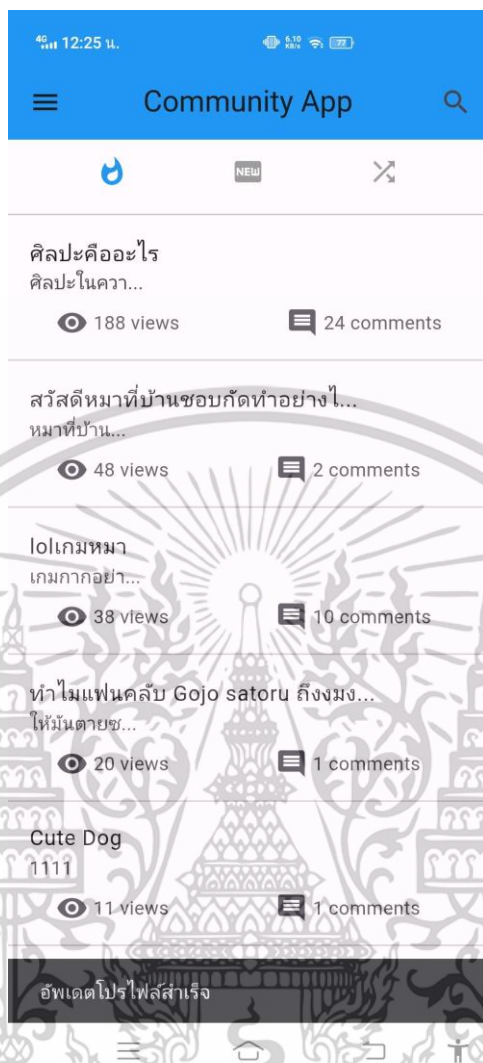 4G 12:25 น. 6.10 KB/s 77
Community App
NEW
ศิลปะคืออะไร
ศิลปะในควา...
188 views 24 comments
สวัสดีหมาที่บ้านชอบกัดทำอย่างไ...
หมาที่บ้าน...
48 views 2 comments
lolเกมหมา
เกมกากอย่า...
38 views 10 comments
ทำไมแฟนคลับ Gojo satoru ถึงงมง...
ให้มันตายซ...
20 views 1 comments
Cute Dog
1111
11 views 1 comments
อัพเดตโปรไฟล์สำเร็จ